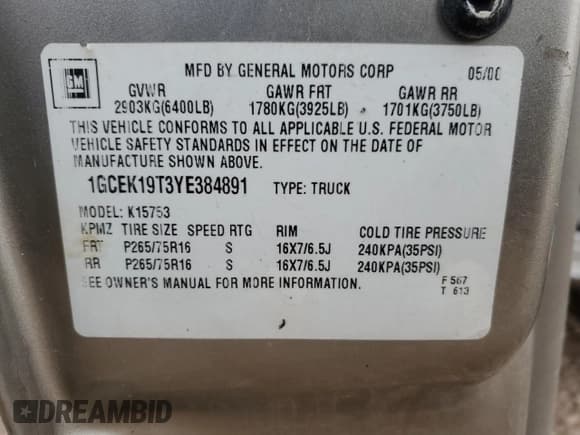 GM
MFD BY GENERAL MOTORS CORP 05/00
GVWR GAWR FRT GAWR RR
2903KG(6400LB) 1780KG(3925LB) 1701KG(3750LB)
THIS VEHICLE CONFORMS TO ALL APPLICABLE U.S. FEDERAL MOTOR
VEHICLE SAFETY STANDARDS IN EFFECT ON THE DATE OF
MANUFACTURE SHOWN ABOVE.
1GCEK19T3YE384891 TYPE: TRUCK
MODEL: K15753
KPMZ TIRE SIZE SPEED RTG RIM COLD TIRE PRESSURE
FRT P265/75R16 S 16X7/6.5J 240KPA(35PSI)
RR P265/75R16 S 16X7/6.5J 240KPA(35PSI)
SEE OWNER'S MANUAL FOR MORE INFORMATION.
F 567
T 613
DREAMBID